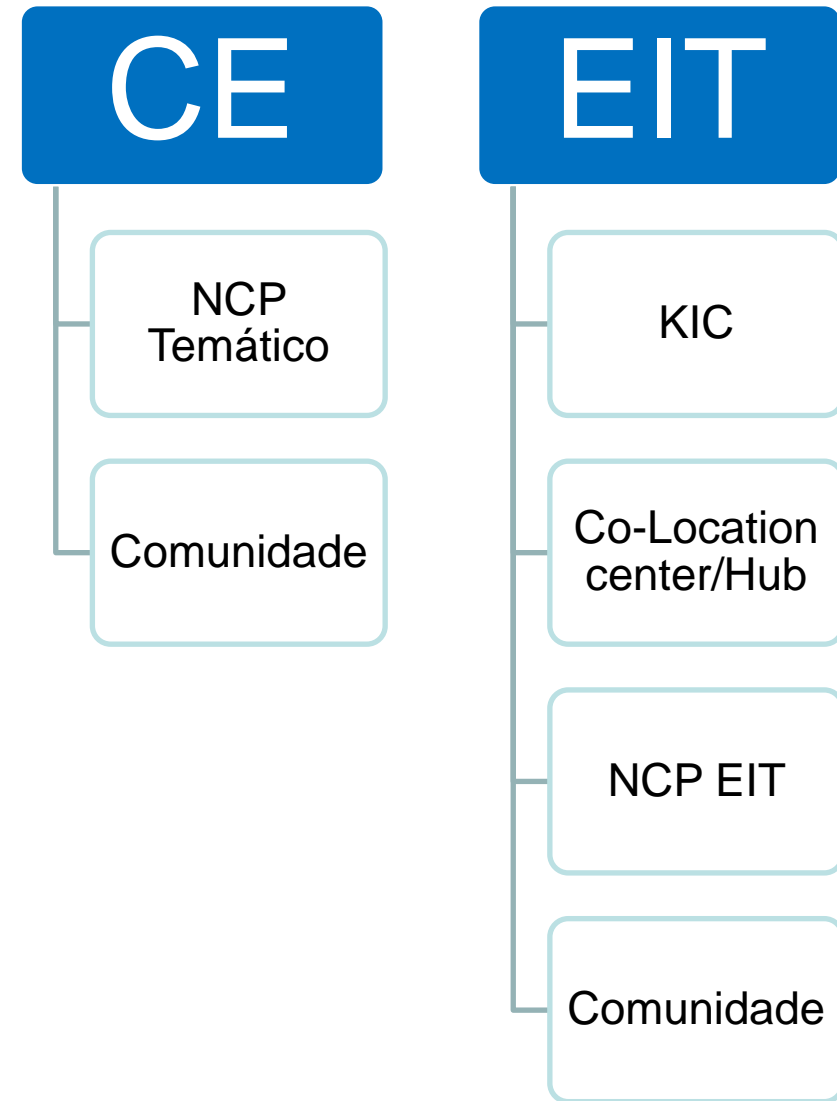 CE
NCP
Temático
Comunidade
EIT
KIC
Co-Location
center/Hub
NCP EIT
Comunidade